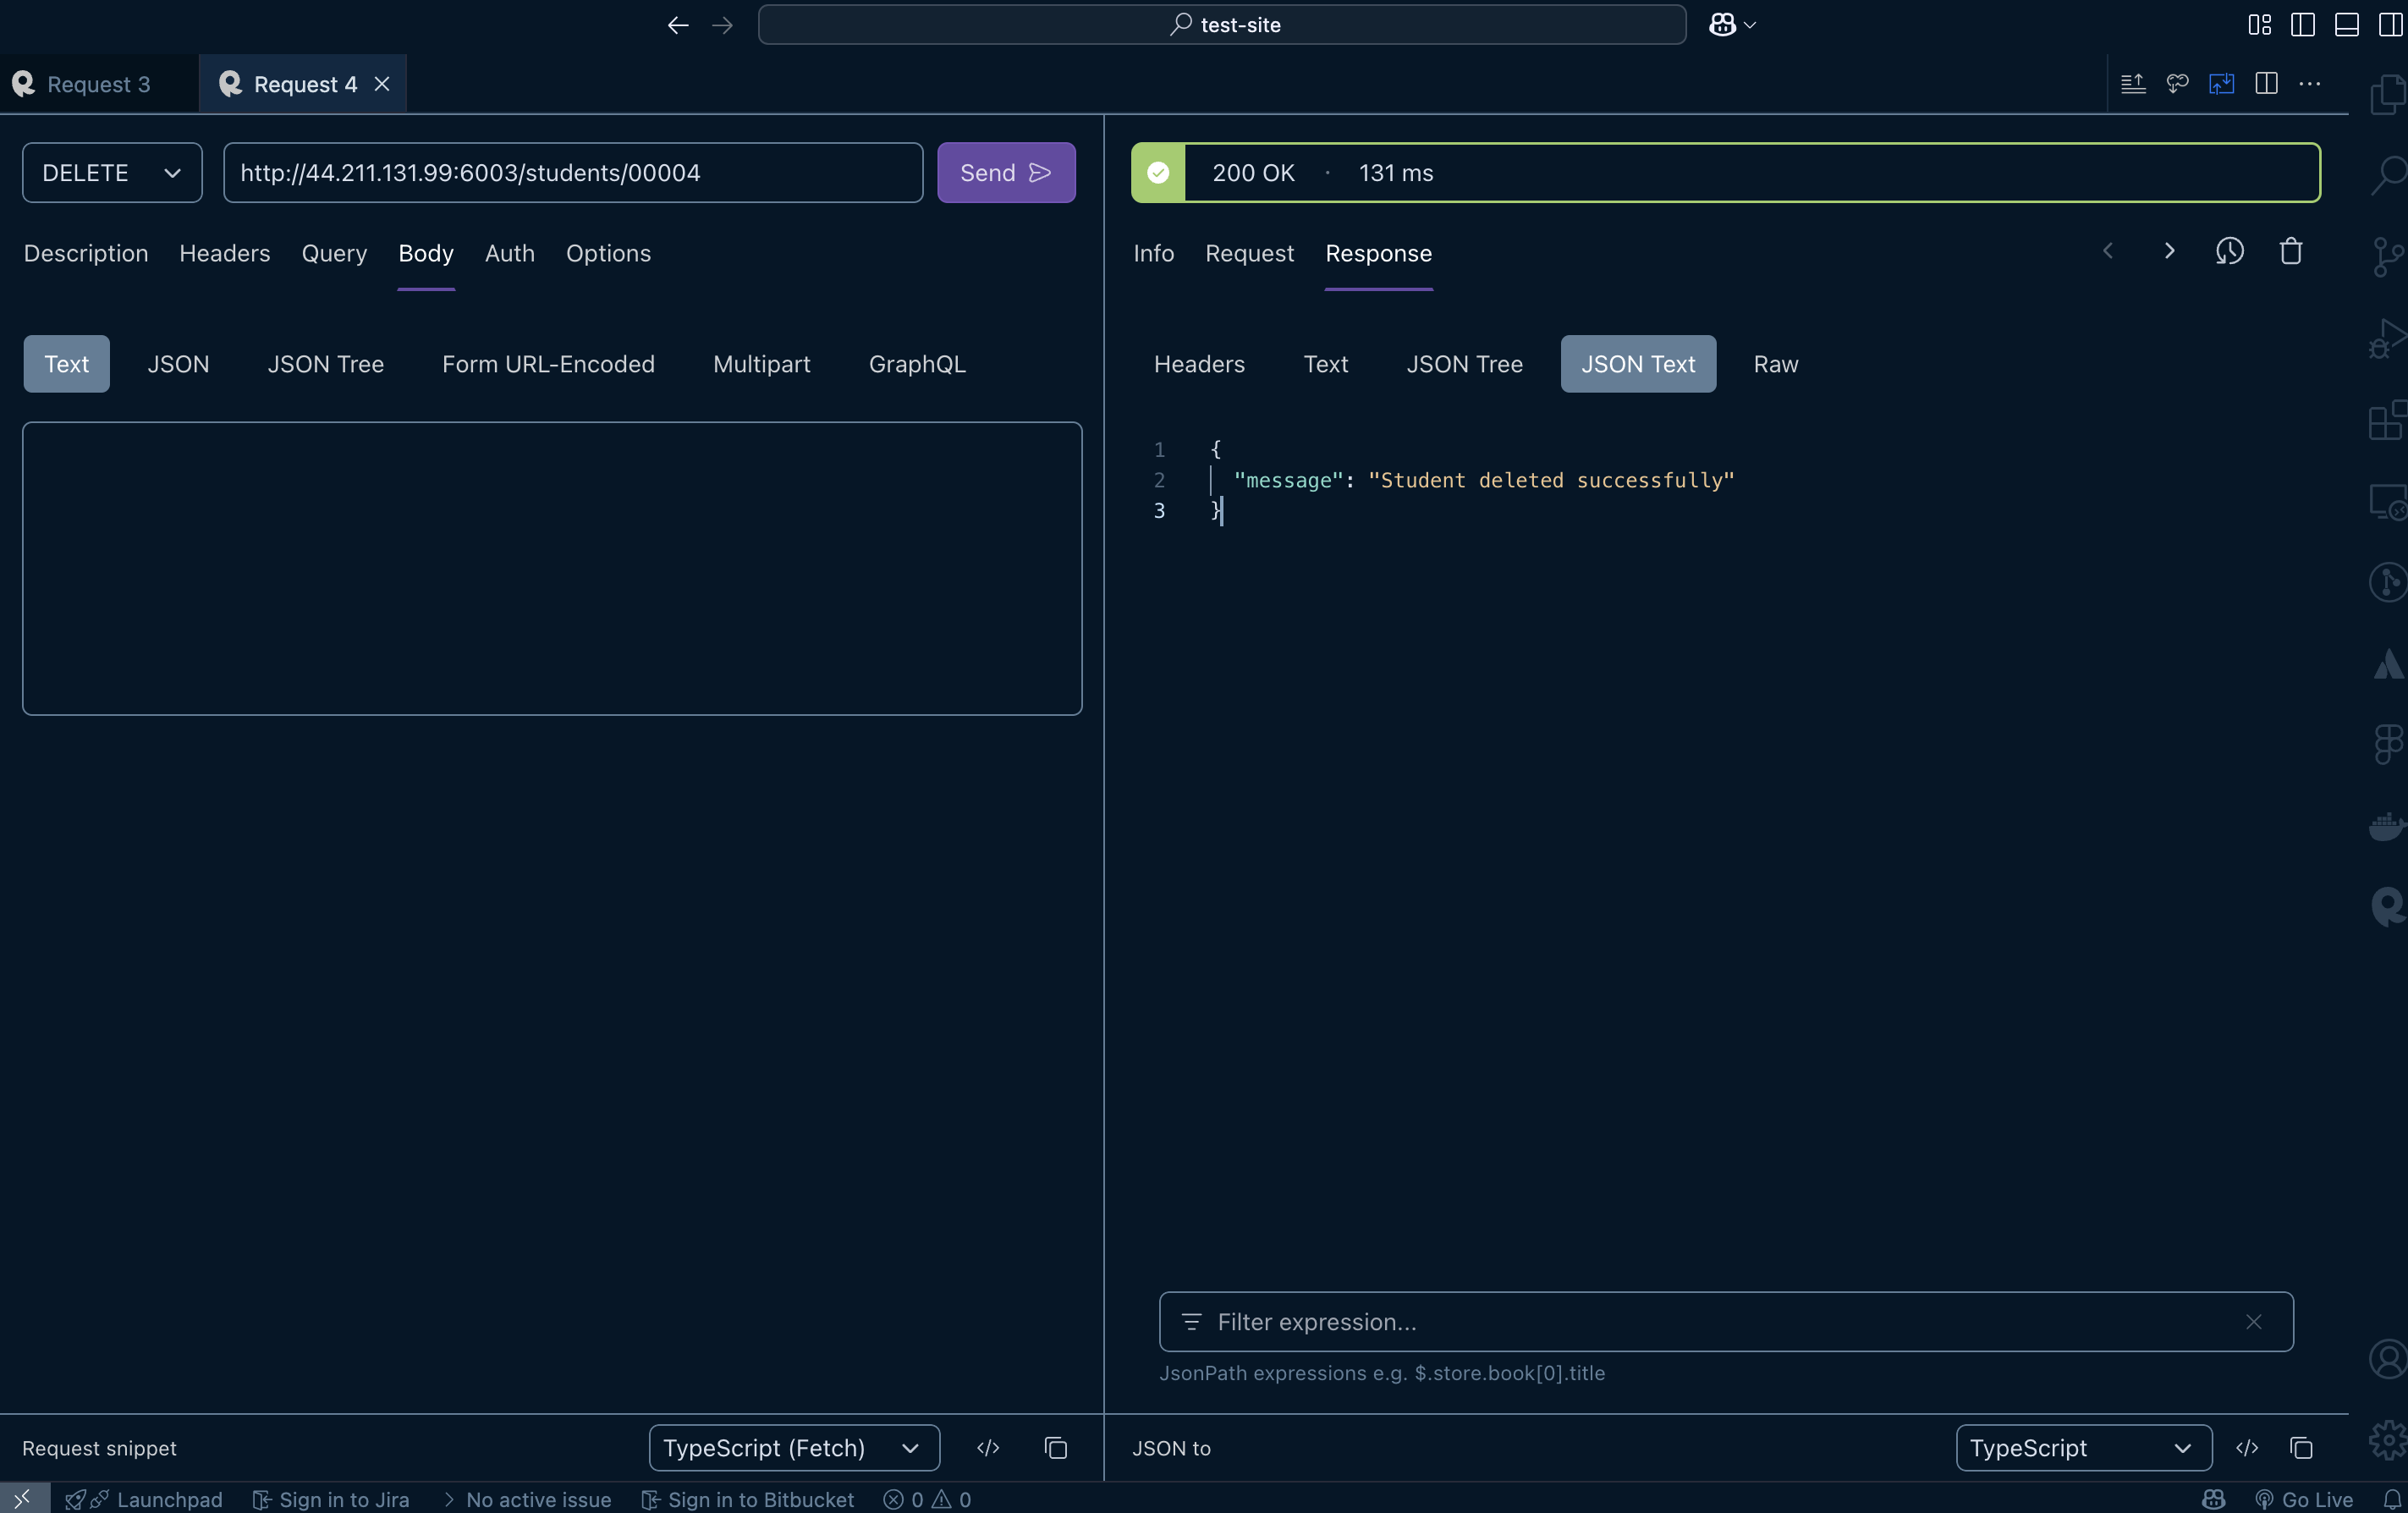 test-site
Request 3
Request 4
DELETE
http://44.211.131.99:6003/students/00004
Send
200 OK · 131 ms
Description Headers Query Body Auth Options
Info Request Response
Text JSON JSON Tree Form URL-Encoded Multipart GraphQL
Headers Text JSON Tree JSON Text Raw
1 {
2 "message": "Student deleted successfully"
3 }
Filter expression...
JsonPath expressions e.g. $.store.book[0].title
Request snippet
TypeScript (Fetch)
JSON to
TypeScript
Launchpad Sign in to Jira No active issue Sign in to Bitbucket 0 0 Go Live